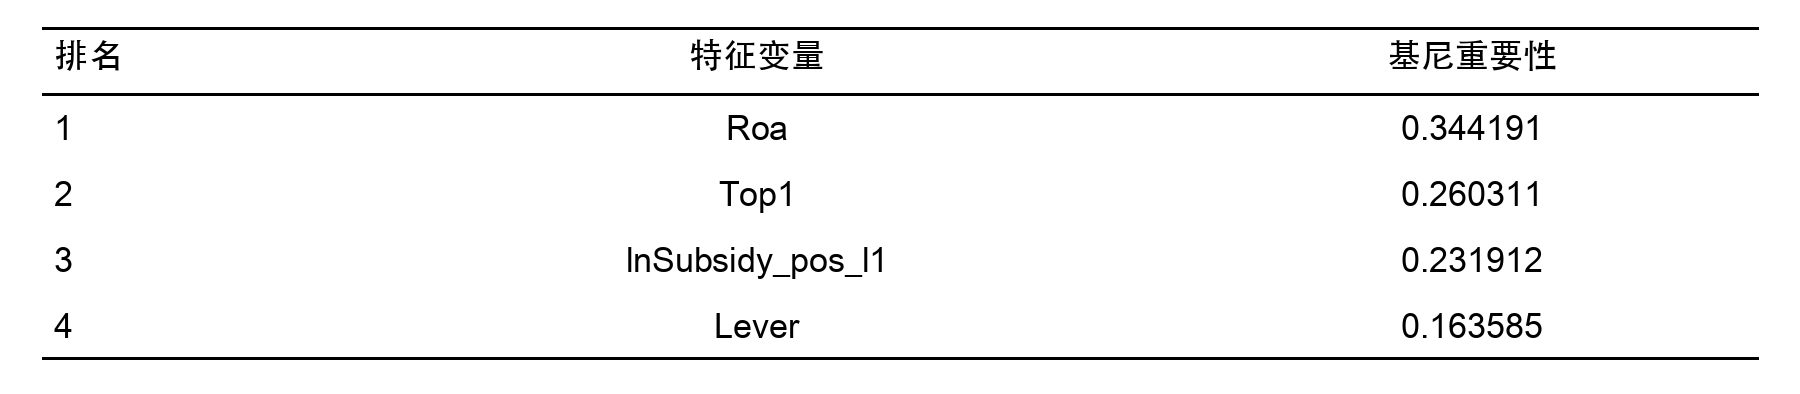 排名 特征变量 基尼重要性
1 Roa 0.344191
2 Top1 0.260311
3 lnSubsidy_pos_l1 0.231912
4 Lever 0.163585